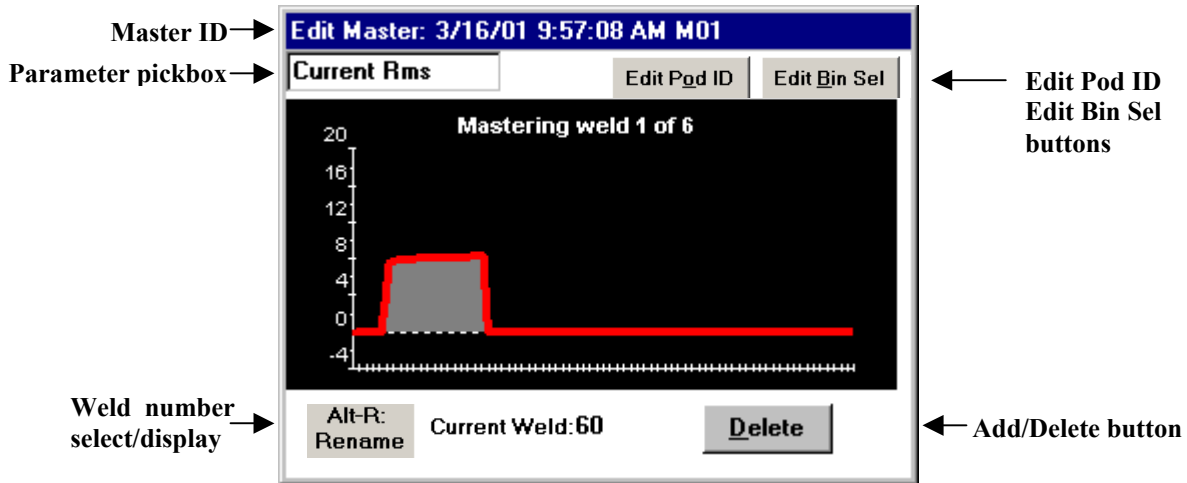 Master ID
Edit Master: 3/16/01 9:57:08 AM M01
Parameter pickbox
Current Rms
Edit Pod ID
Edit Bin Sel
Edit Pod ID
Edit Bin Sel
buttons
Mastering weld 1 of 6
20
16
12
8
4
0
-4
Weld number
select/display
Alt-R:
Rename
Current Weld:60
Delete
Add/Delete button